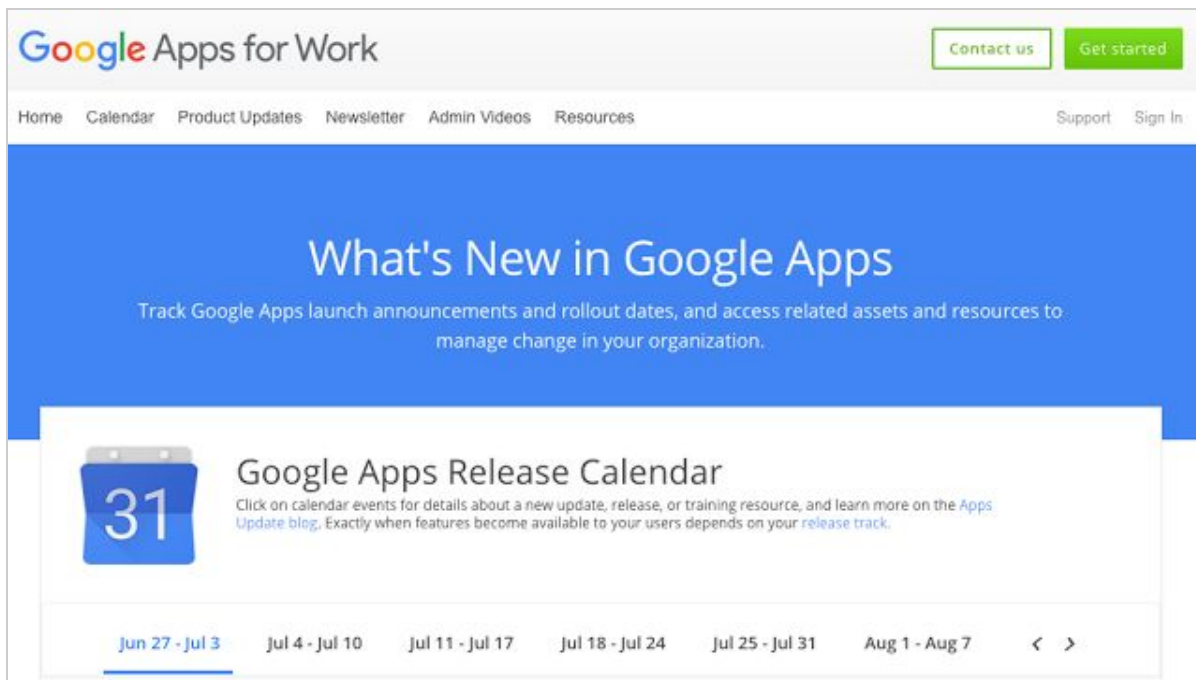 Google Apps for Work
Contact us
Get started
Home Calendar Product Updates Newsletter Admin Videos Resources
Support Sign In
What's New in Google Apps
Track Google Apps launch announcements and rollout dates, and access related assets and resources to
manage change in your organization.
31
Google Apps Release Calendar
Click on calendar events for details about a new update, release, or training resource, and learn more on the Apps
Update blog. Exactly when features become available to your users depends on your release track.
Jun 27 - Jul 3 Jul 4 - Jul 10 Jul 11 - Jul 17 Jul 18 - Jul 24 Jul 25 - Jul 31 Aug 1 - Aug 7